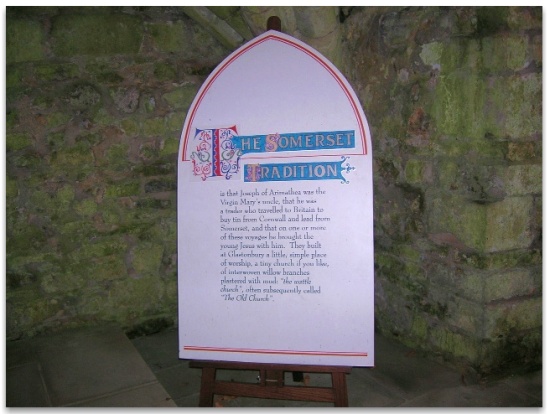 THE SOMERSET
TRADITION
is that Joseph of Arimathea was the
Virgin Mary's uncle, that he was
a trader who travelled to Britain to
buy tin from Cornwall and lead from
Somerset, and that on one or more
of these voyages he brought the
young Jesus with him. They built
at Glastonbury a little, simple place
of worship, a tiny church if you like,
of interwoven willow branches
plastered with mud: "the wattle
church", often subsequently called
"The Old Church".